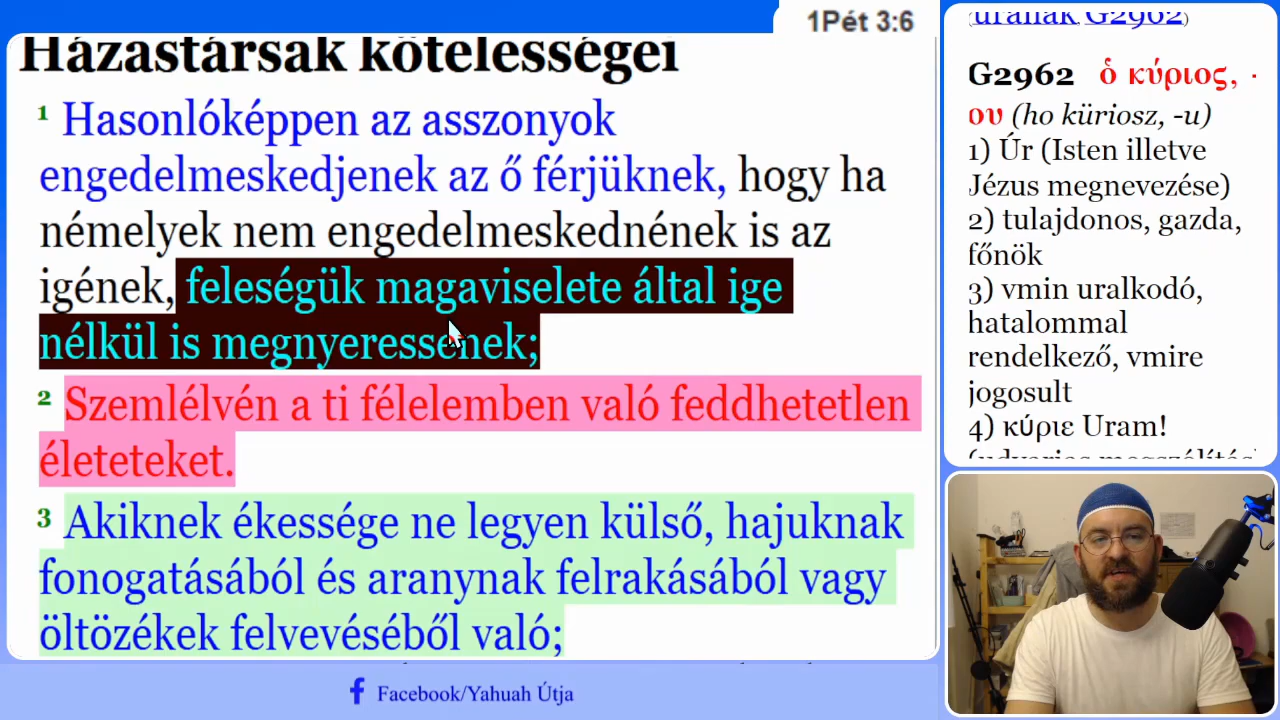 1Pét 3:6
Házastársak kötelességei
1 Hasonlóképpen az asszonyok
engedelmeskedjenek az ő férjüknek, hogy ha
némelyek nem engedelmeskednének is az
igének, feleségük magaviselete által ige
nélkül is megnyeressenek;
2 Szemlélvén a ti félelemben való feddhetetlen
életeteket.
3 Akiknek ékessége ne legyen külső, hajuknak
fonogatásából és aranynak felrakásából vagy
öltözékek felvevéséből való;
Facebook/Yahuah Útja
(uranak G2962)
G2962 ὁ κύριος, -
ου (ho küriosz, -u)
1) Úr (Isten illetve
Jézus megnevezése)
2) tulajdonos, gazda,
főnök
3) vmin uralkodó,
hatalommal
rendelkező, vmire
jogosult
4) κύριε Uram!
(udvarias megszólítás